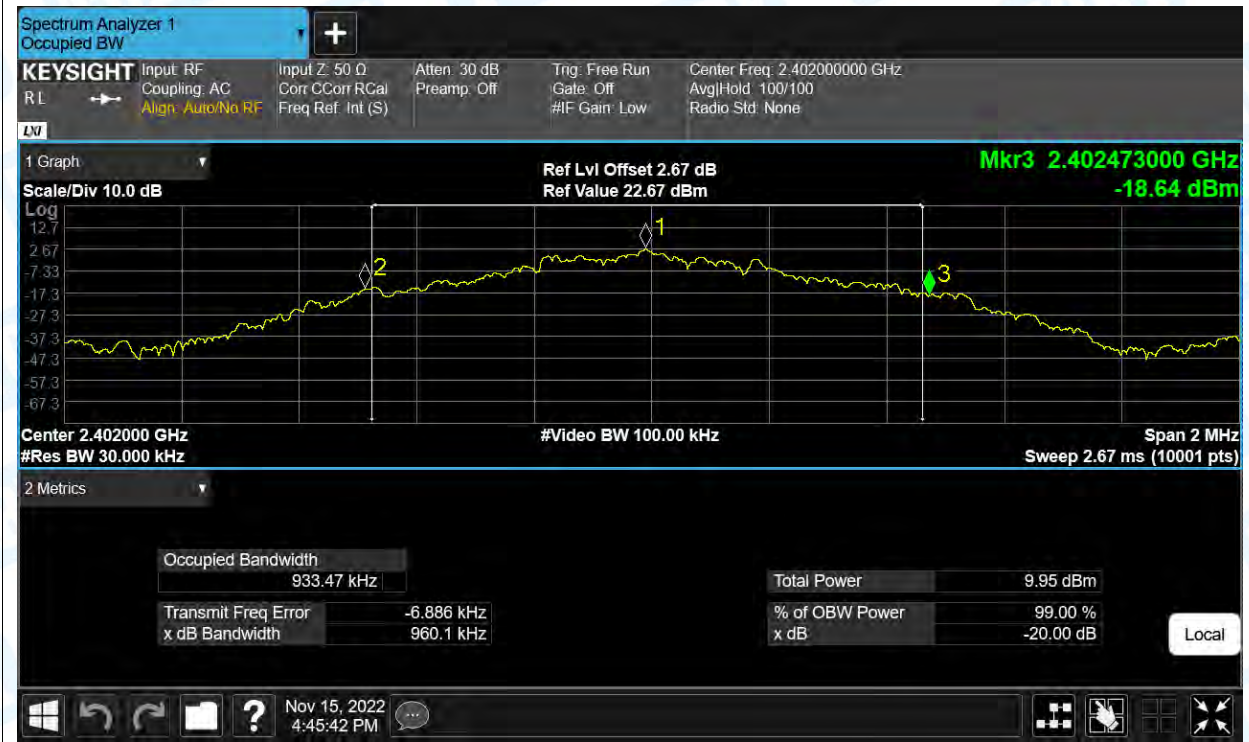 Spectrum Analyzer 1
Occupied BW
KEYSIGHT
R L
LXI
Input: RF
Coupling: AC
Align: Auto/No RF
Input Z: 50 Ω
Corr CCorr RCal
Freq Ref: Int (S)
Atten: 30 dB
Preamp: Off
Trig: Free Run
Gate: Off
#IF Gain: Low
Center Freq: 2.402000000 GHz
Avg|Hold: 100/100
Radio Std: None
1 Graph
Scale/Div 10.0 dB
Ref Lvl Offset 2.67 dB
Ref Value 22.67 dBm
Mkr3 2.402473000 GHz
-18.64 dBm
Log
12.7
2.67
-7.33
-17.3
-27.3
-37.3
-47.3
-57.3
-67.3
1
2
3
Center 2.402000 GHz
#Res BW 30.000 kHz
#Video BW 100.00 kHz
Span 2 MHz
Sweep 2.67 ms (10001 pts)
2 Metrics
Occupied Bandwidth
933.47 kHz
Transmit Freq Error -6.886 kHz
x dB Bandwidth 960.1 kHz
Total Power 9.95 dBm
% of OBW Power 99.00 %
x dB -20.00 dB
Local
?
Nov 15, 2022
4:45:42 PM